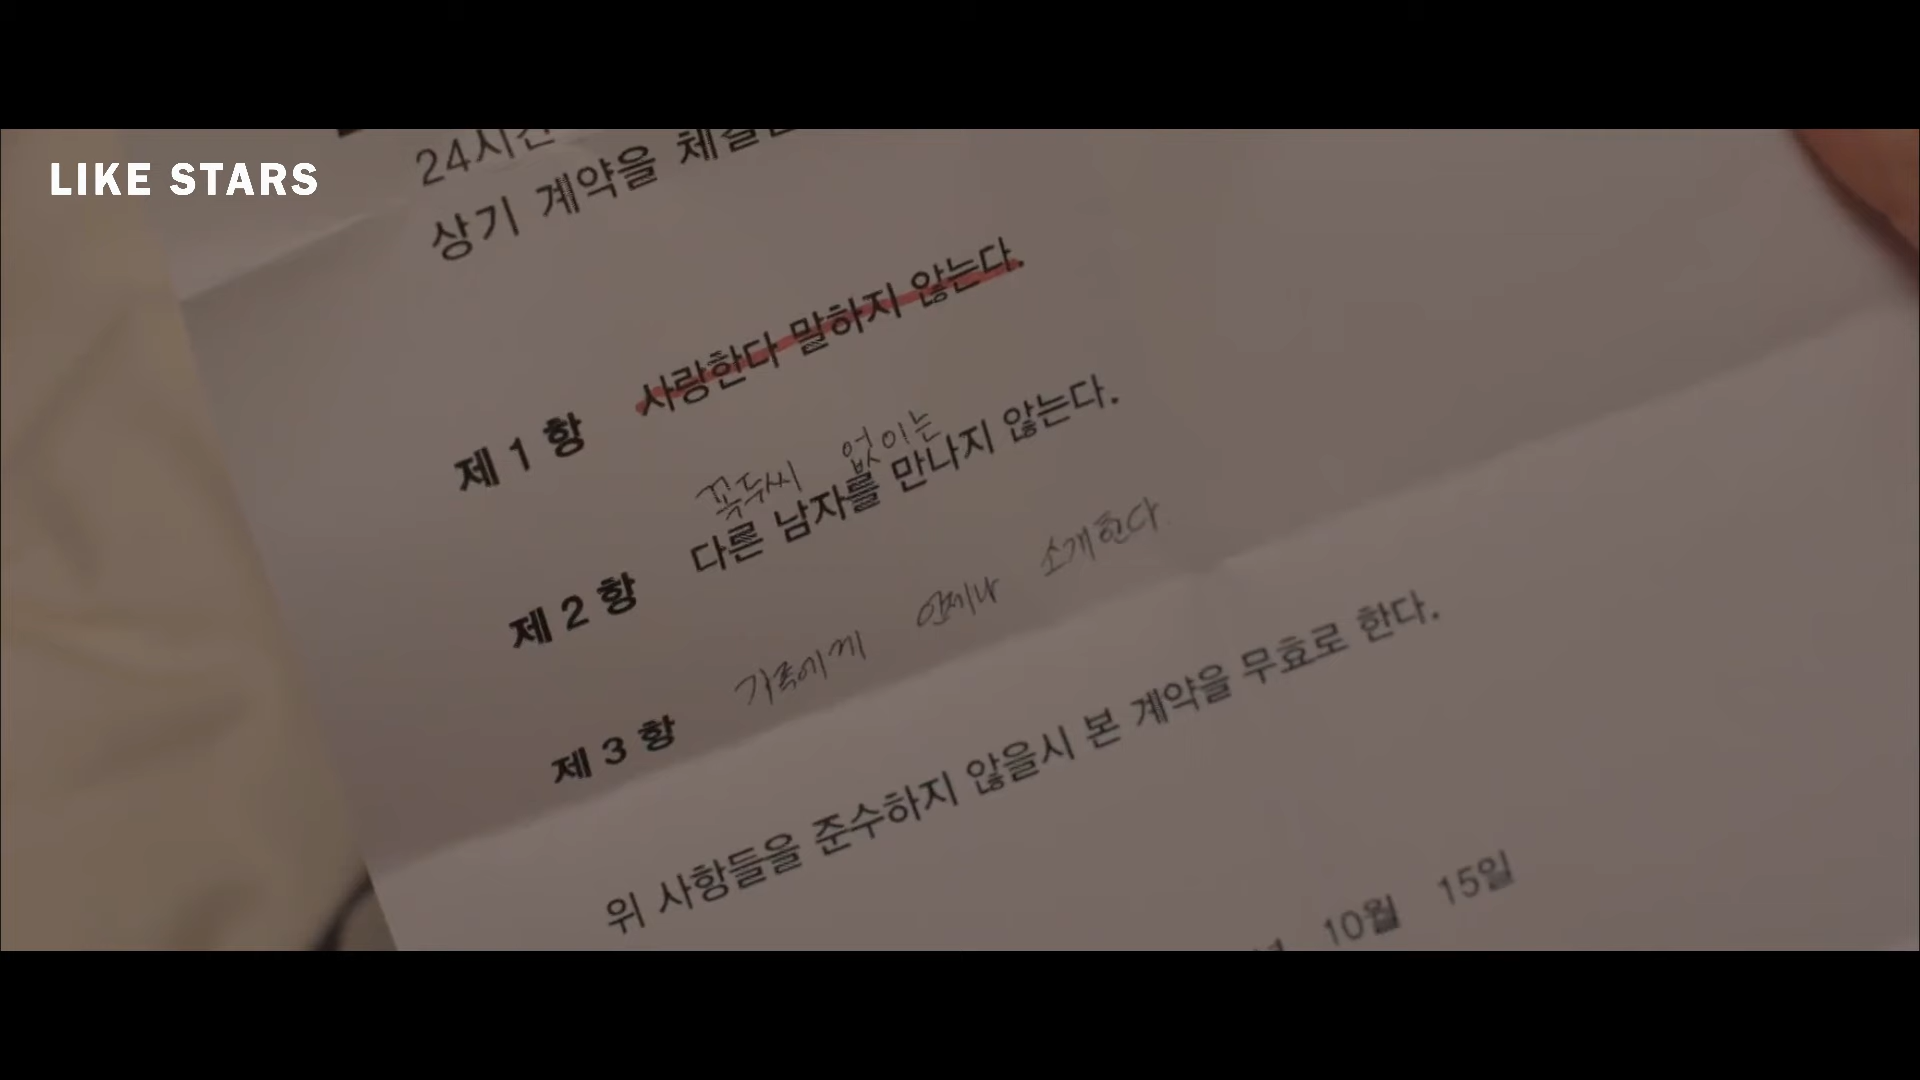 LIKE STARS
24시간
상기 계약을 체결
제 1 항 사랑한다 말하지 않는다.
꼭두씨 없이는
제 2 항 다른 남자를 만나지 않는다.
제 3 항 가족에게 언제나 소개한다.
위 사항들을 준수하지 않을시 본 계약을 무효로 한다.
10월 15일